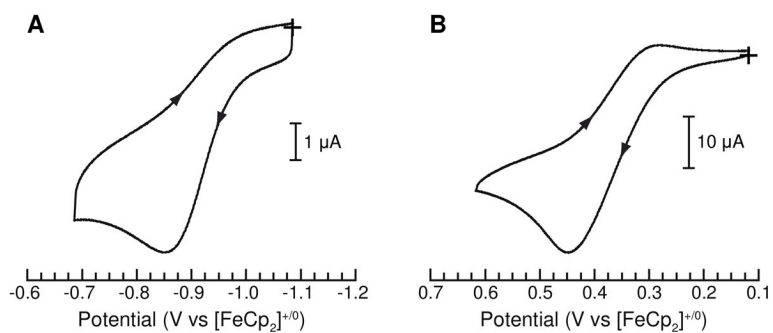 A
B
1 µA
10 µA
-0.6 -0.7 -0.8 -0.9 -1.0 -1.1 -1.2
0.7 0.6 0.5 0.4 0.3 0.2 0.1
Potential (V vs [FeCp₂]⁺/⁰)
Potential (V vs [FeCp₂]⁺/⁰)